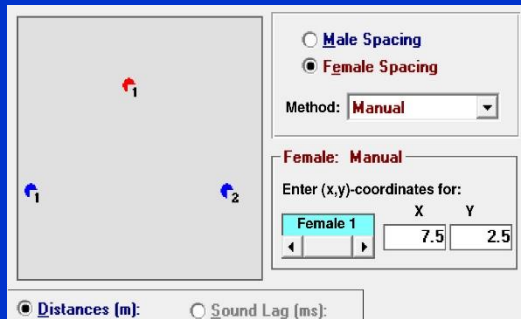 Male Spacing
Female Spacing
Method: Manual
1
Female: Manual
Enter (x,y)-coordinates for:
X Y
Female 1
7.5 2.5
1 2
Distances (m): Sound Lag (ms):